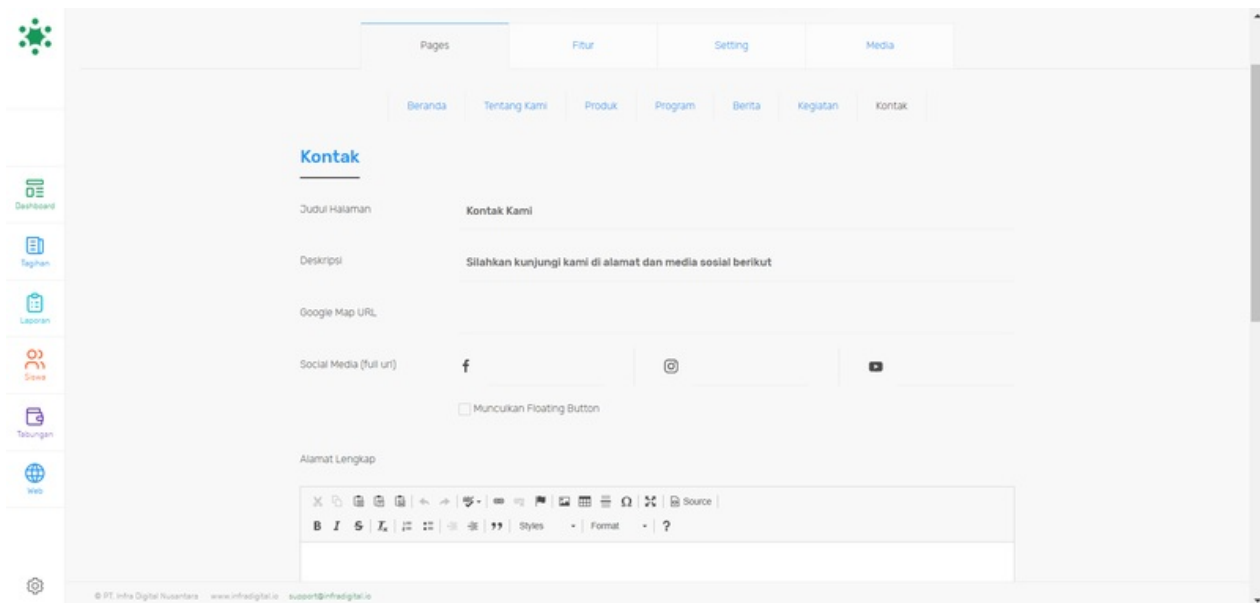 Pages Fitur Setting Media
Beranda Tentang Kami Produk Program Berita Kegiatan Kontak
Kontak
Judul Halaman Kontak Kami
Deskripsi Silahkan kunjungi kami di alamat dan media sosial berikut
Google Map URL
Social Media (full url)
Munculkan Floating Button
Alamat Lengkap
Source
B I S Tx Styles Format ?
Dashboard
Tagihan
Laporan
Siswa
Tabungan
Web
© PT. Infra Digital Nusantara www.infradigital.io support@infradigital.io